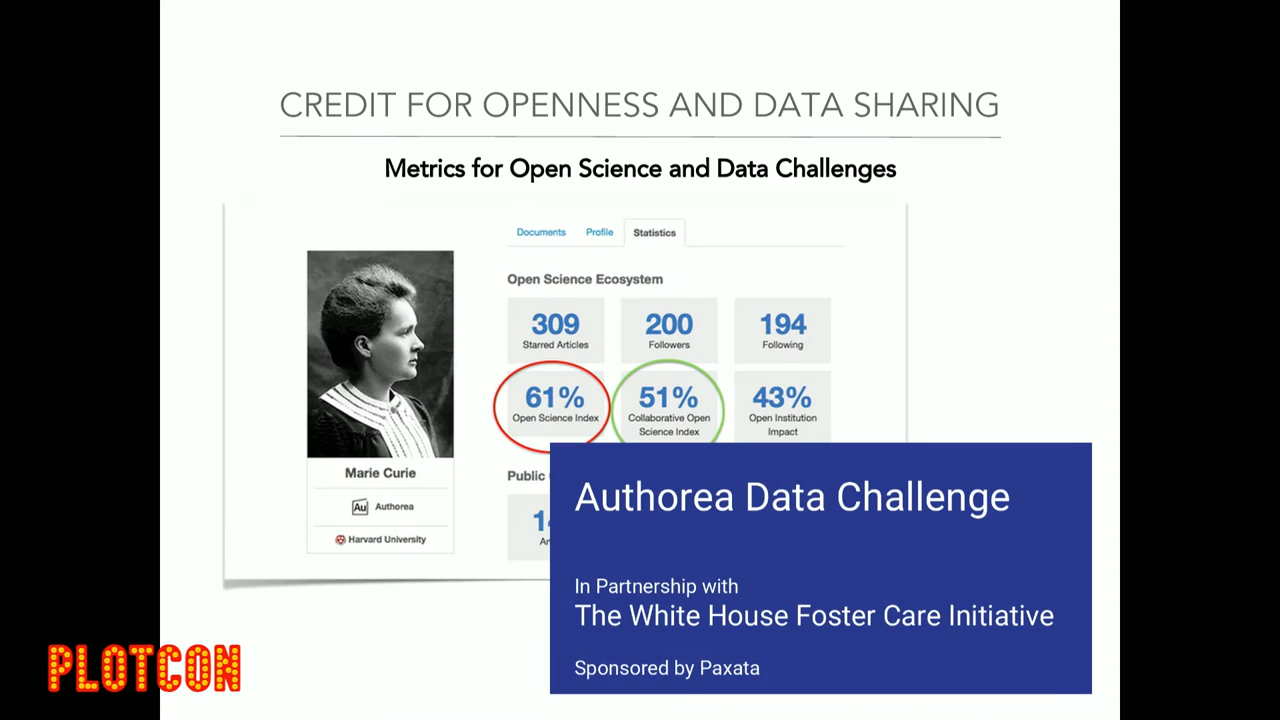 CREDIT FOR OPENNESS AND DATA SHARING
Metrics for Open Science and Data Challenges
Documents
Profile
Statistics
Open Science Ecosystem
309
Starred Articles
200
Followers
194
Following
61%
Open Science Index
51%
Collaborative Open
Science Index
43%
Open Institution
Impact
Marie Curie
Au Authorea
Harvard University
Public
Authorea Data Challenge
In Partnership with
The White House Foster Care Initiative
Sponsored by Paxata
PLOTCON